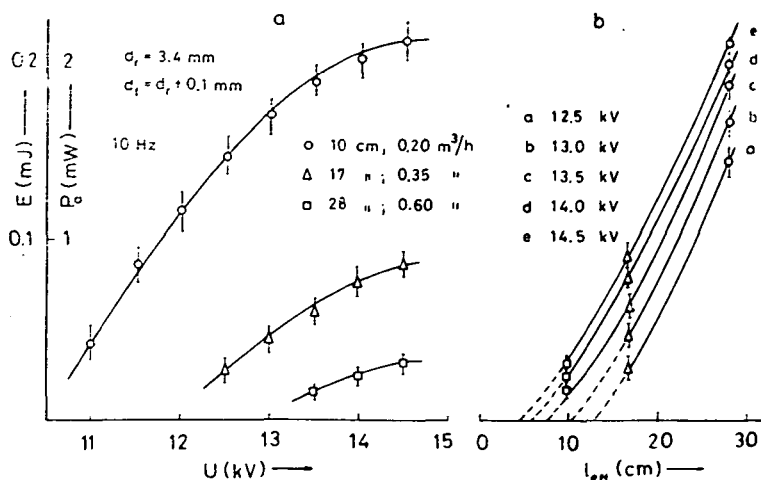 a
b
E (mJ)
P_a (mW)
0.2
2
0.1
1
d_r = 3.4 mm
d_t = d_r + 0.1 mm
10 Hz
○ 10 cm, 0.20 m³/h
△ 17 " ; 0.35 "
□ 28 " ; 0.60 "
11 12 13 14 15
U (kV)
a 12.5 kV
b 13.0 kV
c 13.5 kV
d 14.0 kV
e 14.5 kV
e
d
c
b
a
0 10 20 30
l_eff (cm)